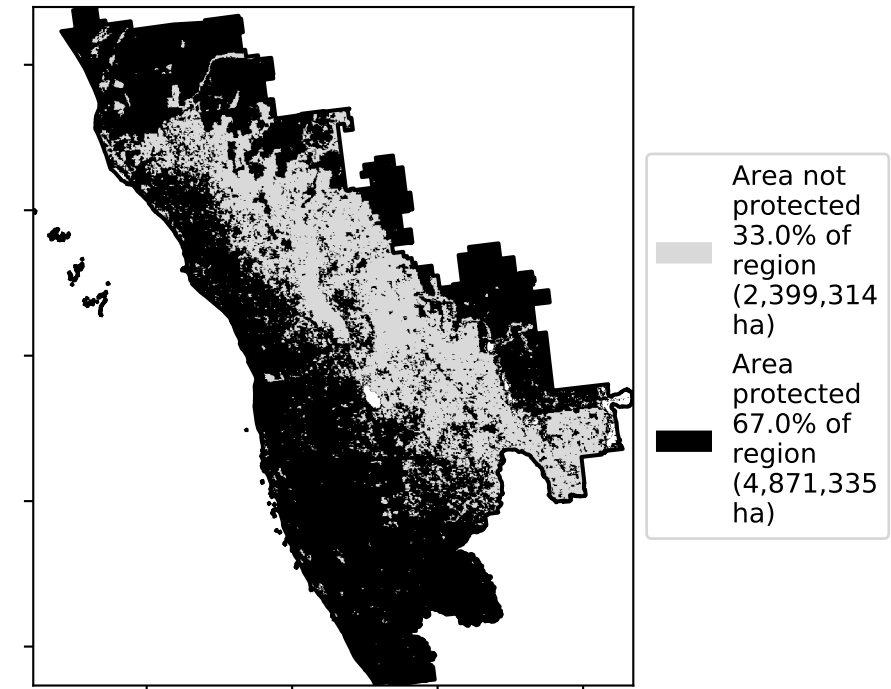 Area not
protected
33.0% of
region
(2,399,314
ha)
Area
protected
67.0% of
region
(4,871,335
ha)